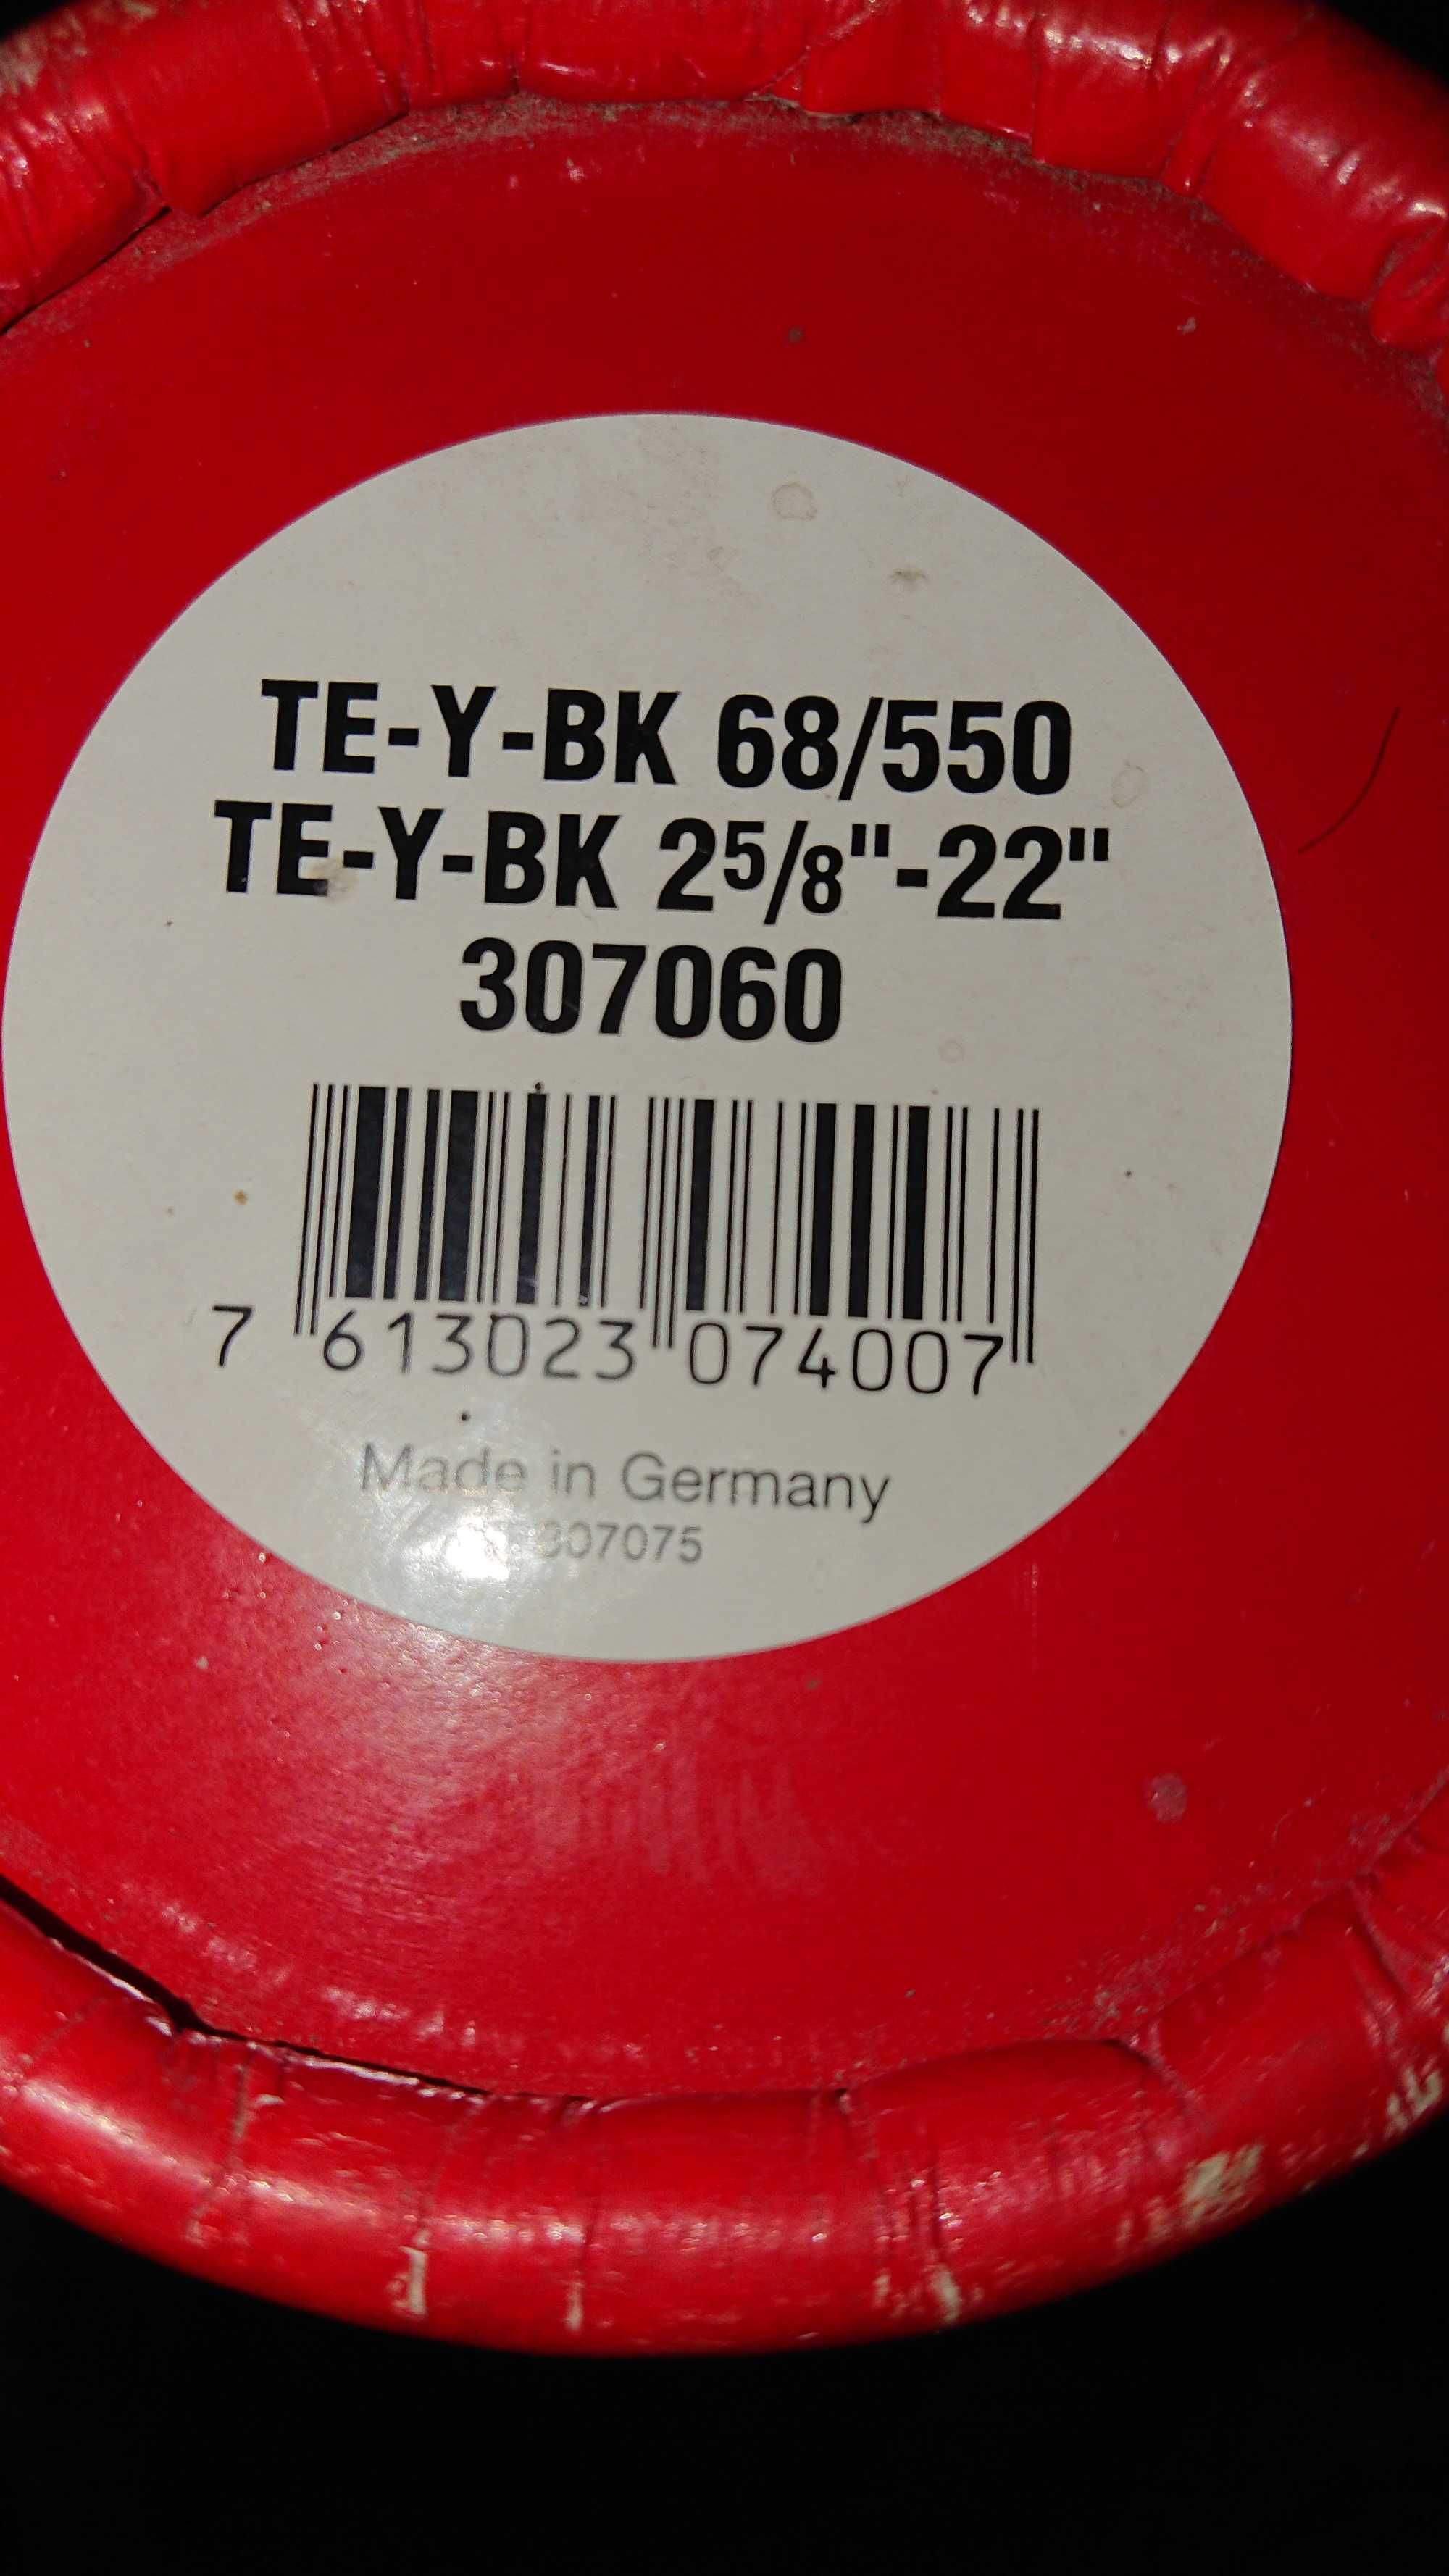 TE-Y-BK 68/550
TE-Y-BK 25/8"-22"
307060
7 613023 074007
Made in Germany
307075